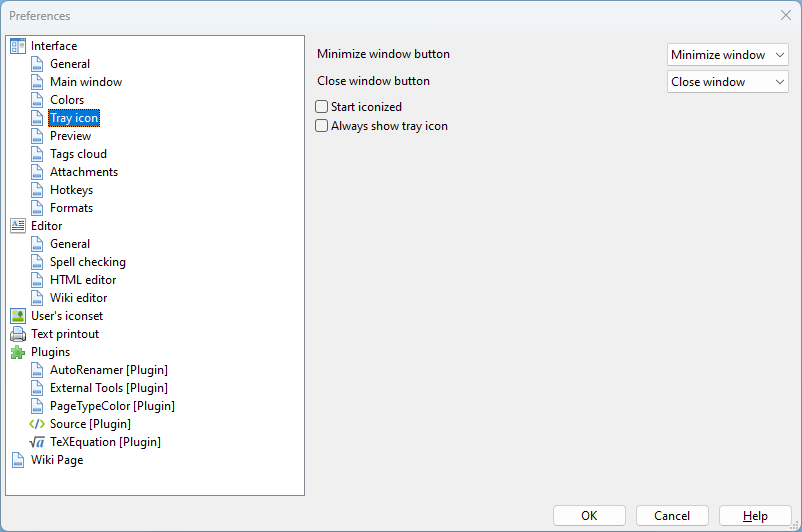 Preferences
Interface
General
Main window
Colors
Tray icon
Preview
Tags cloud
Attachments
Hotkeys
Formats
Editor
General
Spell checking
HTML editor
Wiki editor
User's iconset
Text printout
Plugins
AutoRenamer [Plugin]
External Tools [Plugin]
PageTypeColor [Plugin]
Source [Plugin]
TeXEquation [Plugin]
Wiki Page
Minimize window button Minimize window
Close window button Close window
Start iconized
Always show tray icon
OK Cancel Help